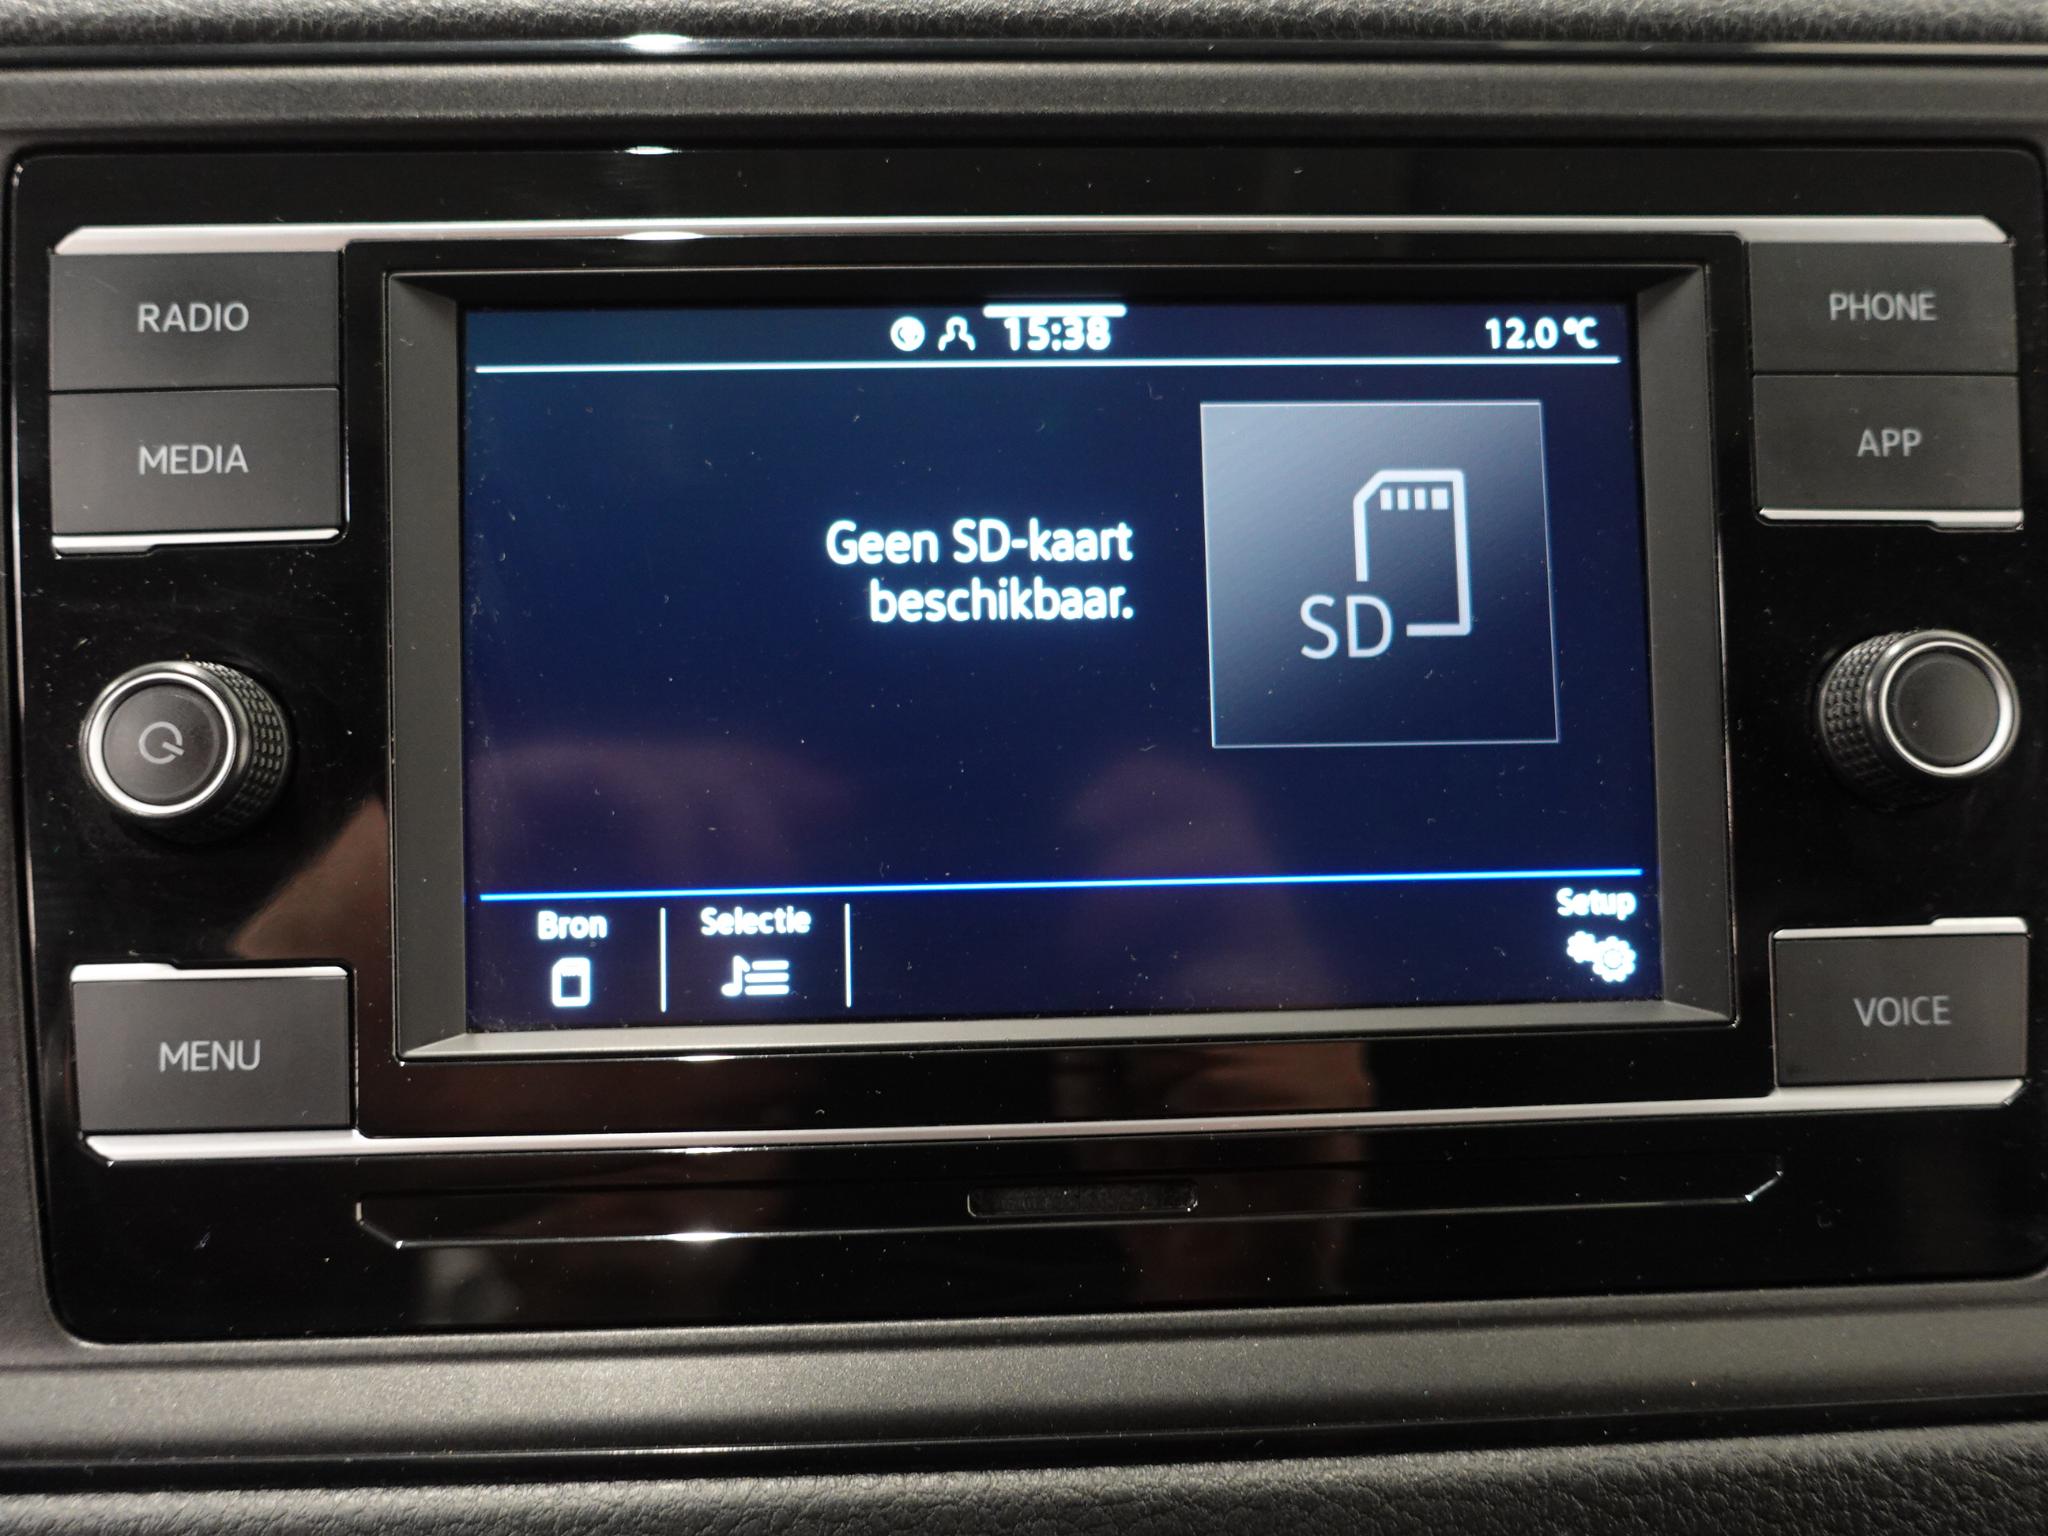 RADIO
MEDIA
MENU
15:38
12.0 °C
Geen SD-kaart
beschikbaar.
SD
Bron
Selectie
Setup
PHONE
APP
VOICE